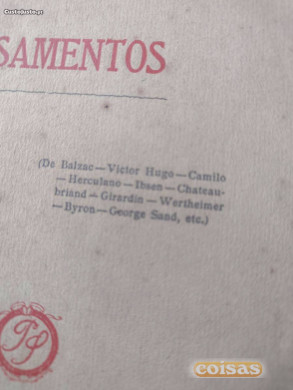 CustoJusto.pt
SAMENTOS
(De Balzac—Victor Hugo—Camilo
—Herculano—Ibsen—Chateau-
briand—Girardin—Wertheimer
—Byron—George Sand, etc.)
coisas